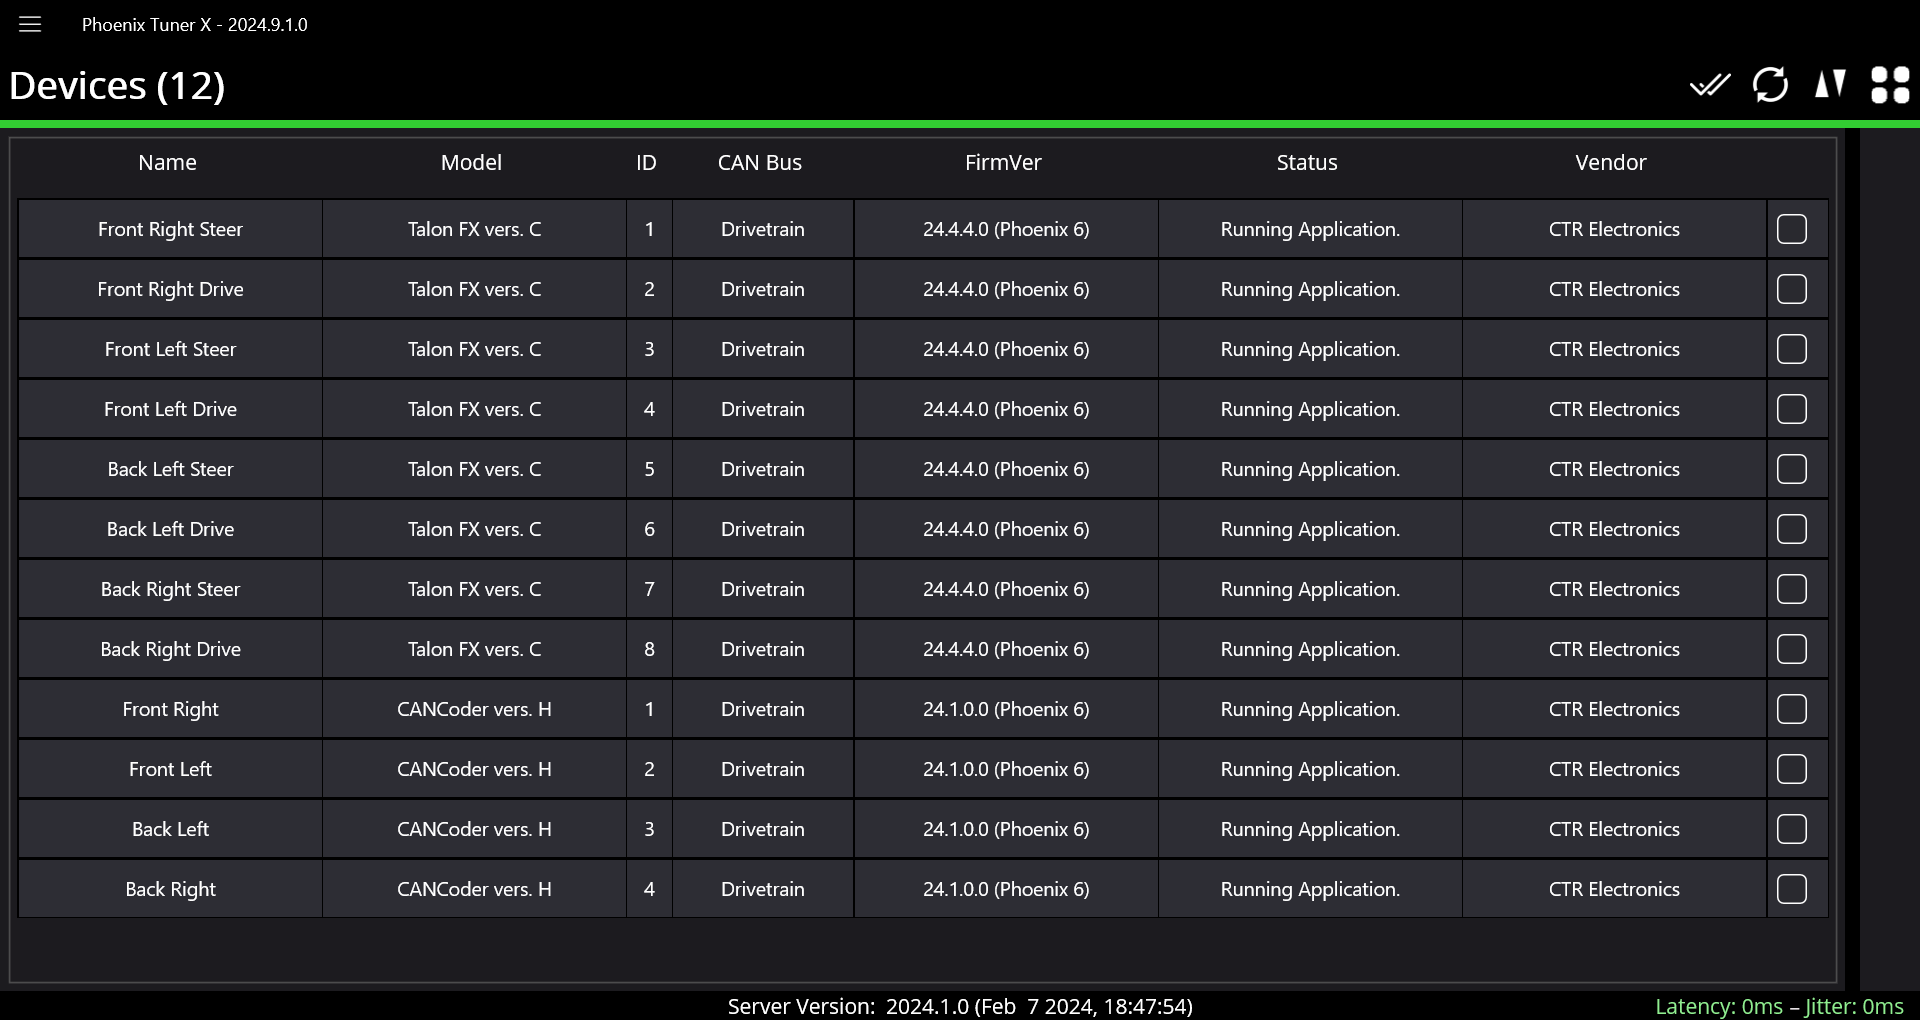 Phoenix Tuner X - 2024.9.1.0
Devices (12)
Name Model ID CAN Bus FirmVer Status Vendor
Front Right Steer Talon FX vers. C 1 Drivetrain 24.4.4.0 (Phoenix 6) Running Application. CTR Electronics
Front Right Drive Talon FX vers. C 2 Drivetrain 24.4.4.0 (Phoenix 6) Running Application. CTR Electronics
Front Left Steer Talon FX vers. C 3 Drivetrain 24.4.4.0 (Phoenix 6) Running Application. CTR Electronics
Front Left Drive Talon FX vers. C 4 Drivetrain 24.4.4.0 (Phoenix 6) Running Application. CTR Electronics
Back Left Steer Talon FX vers. C 5 Drivetrain 24.4.4.0 (Phoenix 6) Running Application. CTR Electronics
Back Left Drive Talon FX vers. C 6 Drivetrain 24.4.4.0 (Phoenix 6) Running Application. CTR Electronics
Back Right Steer Talon FX vers. C 7 Drivetrain 24.4.4.0 (Phoenix 6) Running Application. CTR Electronics
Back Right Drive Talon FX vers. C 8 Drivetrain 24.4.4.0 (Phoenix 6) Running Application. CTR Electronics
Front Right CANCoder vers. H 1 Drivetrain 24.1.0.0 (Phoenix 6) Running Application. CTR Electronics
Front Left CANCoder vers. H 2 Drivetrain 24.1.0.0 (Phoenix 6) Running Application. CTR Electronics
Back Left CANCoder vers. H 3 Drivetrain 24.1.0.0 (Phoenix 6) Running Application. CTR Electronics
Back Right CANCoder vers. H 4 Drivetrain 24.1.0.0 (Phoenix 6) Running Application. CTR Electronics
Server Version: 2024.1.0 (Feb 7 2024, 18:47:54) Latency: 0ms – Jitter: 0ms